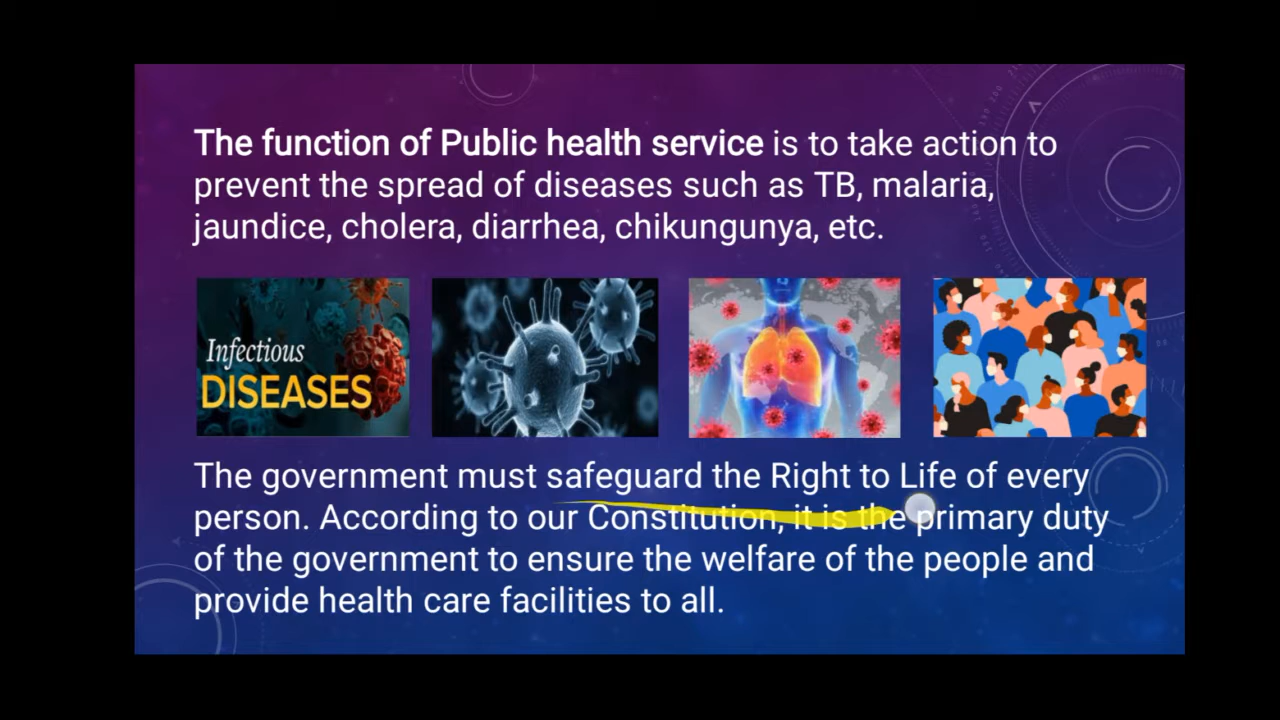 The function of Public health service is to take action to
prevent the spread of diseases such as TB, malaria,
jaundice, cholera, diarrhea, chikungunya, etc.
Infectious
DISEASES
The government must safeguard the Right to Life of every
person. According to our Constitution, it is the primary duty
of the government to ensure the welfare of the people and
provide health care facilities to all.